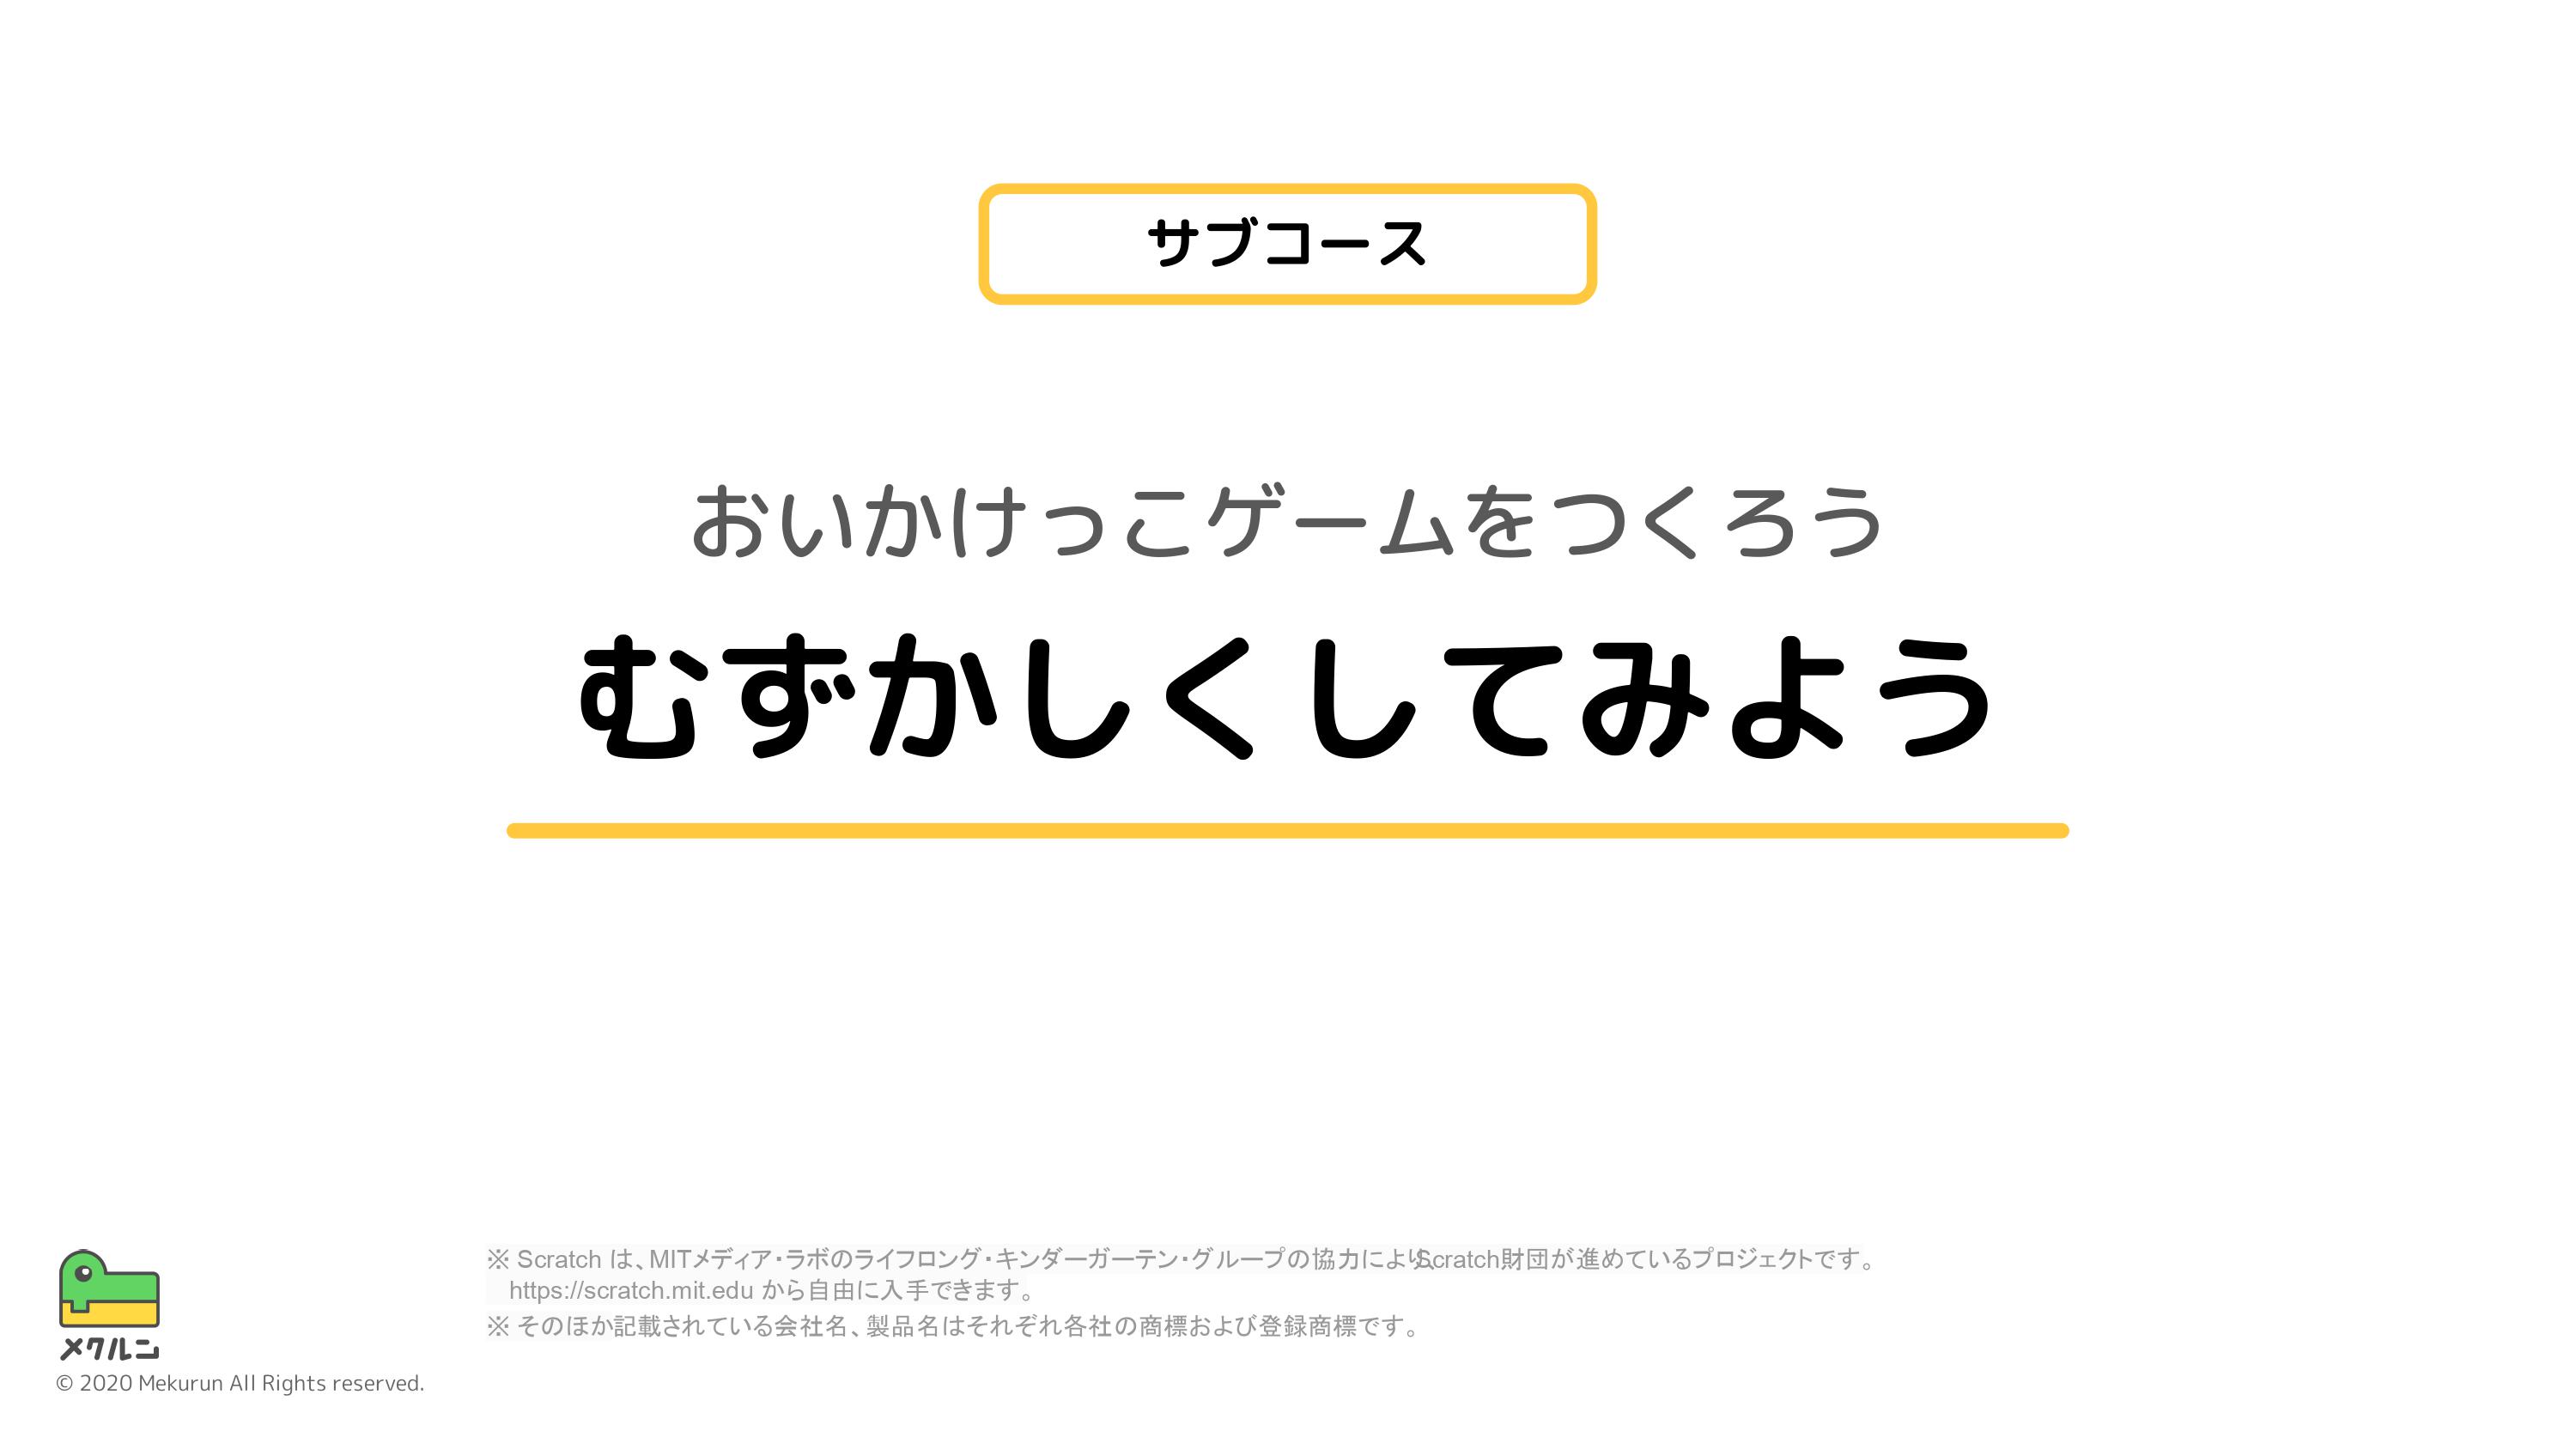 サブコース
おいかけっこゲームをつくろう
むずかしくしてみよう
※ Scratch は、MITメディア・ラボのライフロング・キンダーガーテン・グループの協力により、Scratch財団が進めているプロジェクトです。
https://scratch.mit.edu から自由に入手できます。
※ そのほか記載されている会社名、製品名はそれぞれ各社の商標および登録商標です。
メクルン
© 2020 Mekurun All Rights reserved.